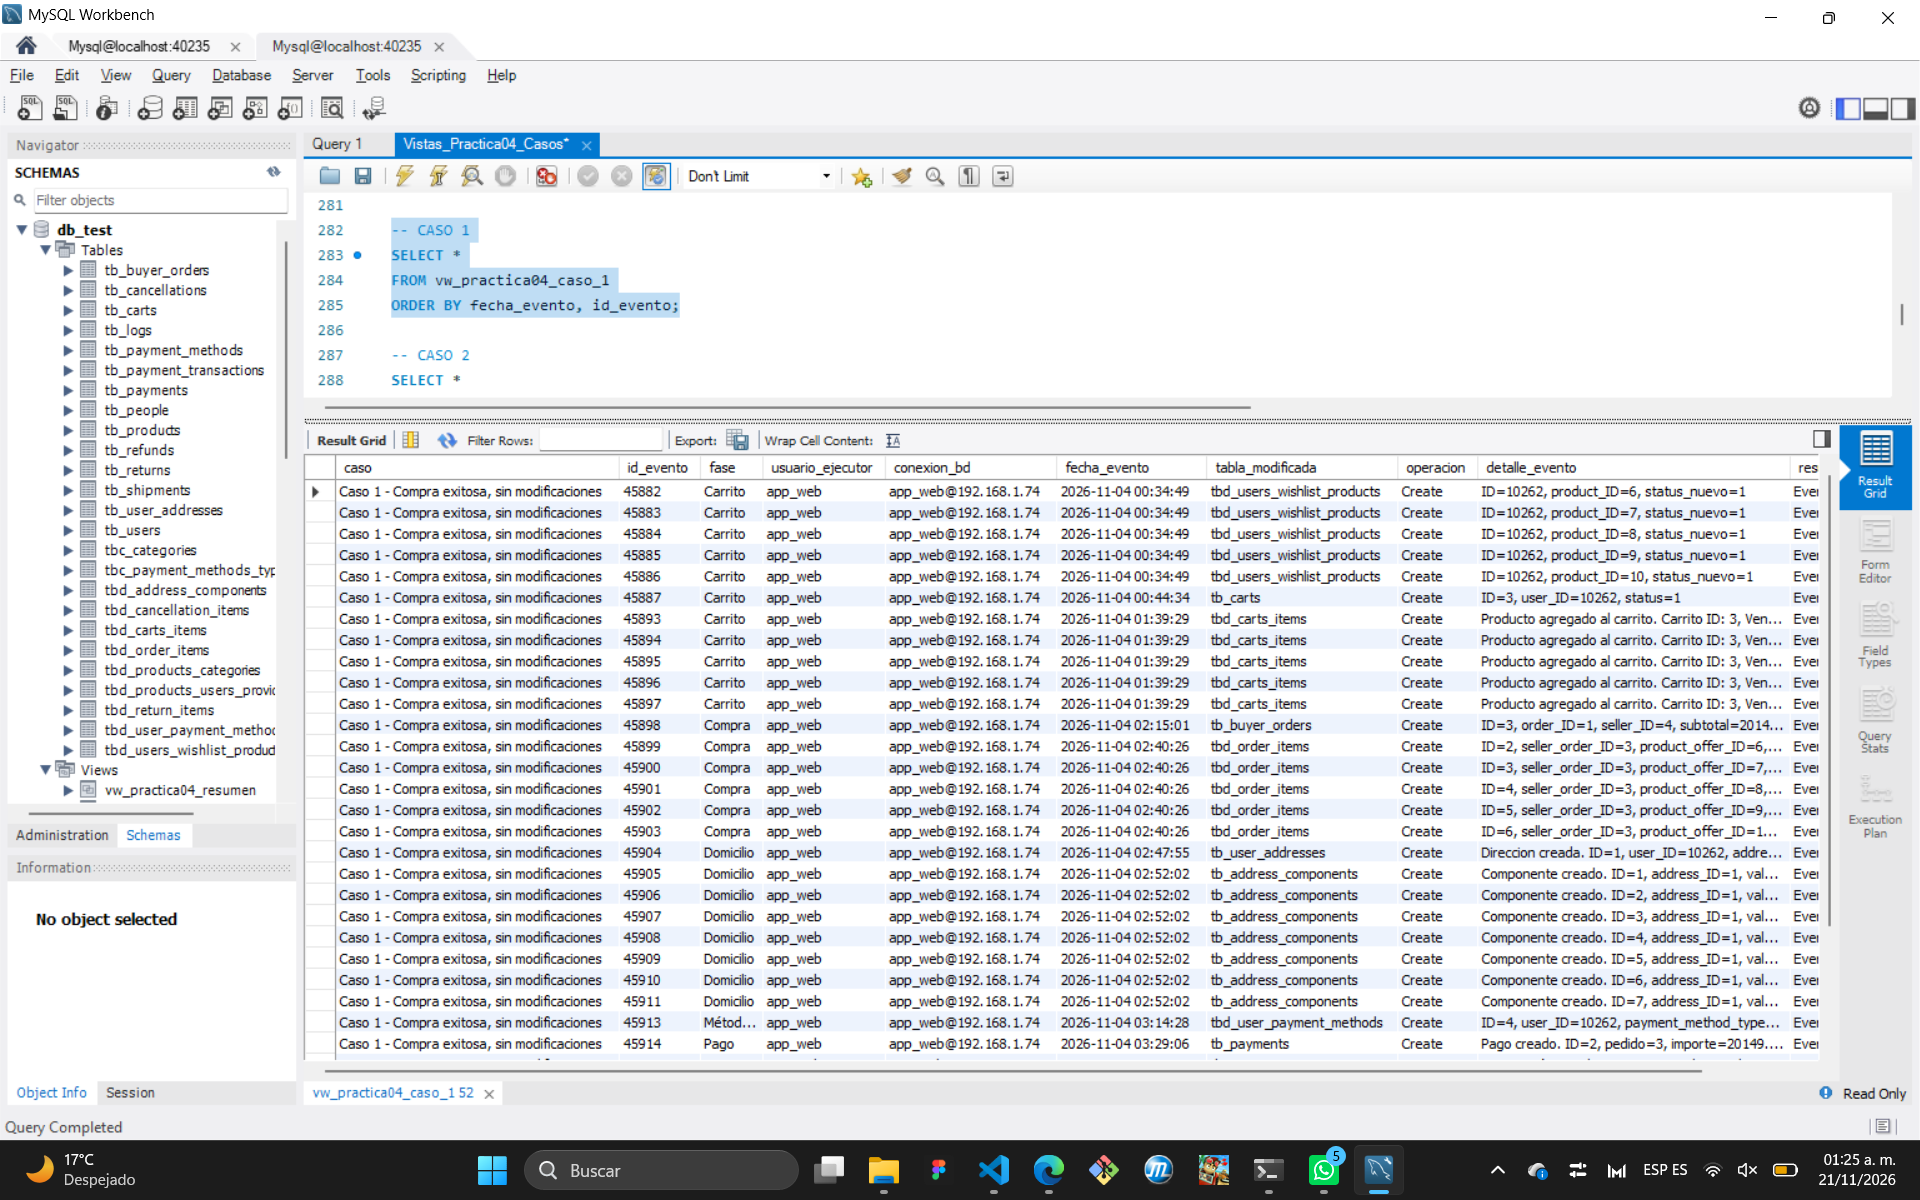 MySQL Workbench
Mysql@localhost:40235
Mysql@localhost:40235
File Edit View Query Database Server Tools Scripting Help
Navigator
SCHEMAS
Filter objects
db_test
Tables
tb_buyer_orders
tb_cancellations
tb_carts
tb_logs
tb_payment_methods
tb_payment_transactions
tb_payments
tb_people
tb_products
tb_refunds
tb_returns
tb_shipments
tb_user_addresses
tb_users
tbc_categories
tbc_payment_methods_typ
tbd_address_components
tbd_cancellation_items
tbd_carts_items
tbd_order_items
tbd_products_categories
tbd_products_users_provid
tbd_return_items
tbd_user_payment_method
tbd_users_wishlist_product
Views
vw_practica04_resumen
Administration Schemas
Information
No object selected
Object Info Session
Query Completed
Query 1
Vistas_Practica04_Casos*
Don't Limit
281
282 -- CASO 1
283 SELECT *
284 FROM vw_practica04_caso_1
285 ORDER BY fecha_evento, id_evento;
286
287 -- CASO 2
288 SELECT *
Result Grid Filter Rows: Export: Wrap Cell Content:
caso id_evento fase usuario_ejecutor conexion_bd fecha_evento tabla_modificada operacion detalle_evento res
Caso 1 - Compra exitosa, sin modificaciones 45882 Carrito app_web app_web@192.168.1.74 2026-11-04 00:34:49 tbd_users_wishlist_products Create ID=10262, product_ID=6, status_nuevo=1 Ever
Caso 1 - Compra exitosa, sin modificaciones 45883 Carrito app_web app_web@192.168.1.74 2026-11-04 00:34:49 tbd_users_wishlist_products Create ID=10262, product_ID=7, status_nuevo=1 Ever
Caso 1 - Compra exitosa, sin modificaciones 45884 Carrito app_web app_web@192.168.1.74 2026-11-04 00:34:49 tbd_users_wishlist_products Create ID=10262, product_ID=8, status_nuevo=1 Ever
Caso 1 - Compra exitosa, sin modificaciones 45885 Carrito app_web app_web@192.168.1.74 2026-11-04 00:34:49 tbd_users_wishlist_products Create ID=10262, product_ID=9, status_nuevo=1 Ever
Caso 1 - Compra exitosa, sin modificaciones 45886 Carrito app_web app_web@192.168.1.74 2026-11-04 00:34:49 tbd_users_wishlist_products Create ID=10262, product_ID=10, status_nuevo=1 Ever
Caso 1 - Compra exitosa, sin modificaciones 45887 Carrito app_web app_web@192.168.1.74 2026-11-04 00:44:34 tb_carts Create ID=3, user_ID=10262, status=1 Ever
Caso 1 - Compra exitosa, sin modificaciones 45893 Carrito app_web app_web@192.168.1.74 2026-11-04 01:39:29 tbd_carts_items Create Producto agregado al carrito. Carrito ID: 3, Ven... Ever
Caso 1 - Compra exitosa, sin modificaciones 45894 Carrito app_web app_web@192.168.1.74 2026-11-04 01:39:29 tbd_carts_items Create Producto agregado al carrito. Carrito ID: 3, Ven... Ever
Caso 1 - Compra exitosa, sin modificaciones 45895 Carrito app_web app_web@192.168.1.74 2026-11-04 01:39:29 tbd_carts_items Create Producto agregado al carrito. Carrito ID: 3, Ven... Ever
Caso 1 - Compra exitosa, sin modificaciones 45896 Carrito app_web app_web@192.168.1.74 2026-11-04 01:39:29 tbd_carts_items Create Producto agregado al carrito. Carrito ID: 3, Ven... Ever
Caso 1 - Compra exitosa, sin modificaciones 45897 Carrito app_web app_web@192.168.1.74 2026-11-04 01:39:29 tbd_carts_items Create Producto agregado al carrito. Carrito ID: 3, Ven... Ever
Caso 1 - Compra exitosa, sin modificaciones 45898 Compra app_web app_web@192.168.1.74 2026-11-04 02:15:01 tb_buyer_orders Create ID=3, order_ID=1, seller_ID=4, subtotal=2014... Ever
Caso 1 - Compra exitosa, sin modificaciones 45899 Compra app_web app_web@192.168.1.74 2026-11-04 02:40:26 tbd_order_items Create ID=2, seller_order_ID=3, product_offer_ID=6,... Ever
Caso 1 - Compra exitosa, sin modificaciones 45900 Compra app_web app_web@192.168.1.74 2026-11-04 02:40:26 tbd_order_items Create ID=3, seller_order_ID=3, product_offer_ID=7,... Ever
Caso 1 - Compra exitosa, sin modificaciones 45901 Compra app_web app_web@192.168.1.74 2026-11-04 02:40:26 tbd_order_items Create ID=4, seller_order_ID=3, product_offer_ID=8,... Ever
Caso 1 - Compra exitosa, sin modificaciones 45902 Compra app_web app_web@192.168.1.74 2026-11-04 02:40:26 tbd_order_items Create ID=5, seller_order_ID=3, product_offer_ID=9,... Ever
Caso 1 - Compra exitosa, sin modificaciones 45903 Compra app_web app_web@192.168.1.74 2026-11-04 02:40:26 tbd_order_items Create ID=6, seller_order_ID=3, product_offer_ID=1... Ever
Caso 1 - Compra exitosa, sin modificaciones 45904 Domicilio app_web app_web@192.168.1.74 2026-11-04 02:47:55 tb_user_addresses Create Direccion creada. ID=1, user_ID=10262, addre... Ever
Caso 1 - Compra exitosa, sin modificaciones 45905 Domicilio app_web app_web@192.168.1.74 2026-11-04 02:52:02 tb_address_components Create Componente creado. ID=1, address_ID=1, val... Ever
Caso 1 - Compra exitosa, sin modificaciones 45906 Domicilio app_web app_web@192.168.1.74 2026-11-04 02:52:02 tb_address_components Create Componente creado. ID=2, address_ID=1, val... Ever
Caso 1 - Compra exitosa, sin modificaciones 45907 Domicilio app_web app_web@192.168.1.74 2026-11-04 02:52:02 tb_address_components Create Componente creado. ID=3, address_ID=1, val... Ever
Caso 1 - Compra exitosa, sin modificaciones 45908 Domicilio app_web app_web@192.168.1.74 2026-11-04 02:52:02 tb_address_components Create Componente creado. ID=4, address_ID=1, val... Ever
Caso 1 - Compra exitosa, sin modificaciones 45909 Domicilio app_web app_web@192.168.1.74 2026-11-04 02:52:02 tb_address_components Create Componente creado. ID=5, address_ID=1, val... Ever
Caso 1 - Compra exitosa, sin modificaciones 45910 Domicilio app_web app_web@192.168.1.74 2026-11-04 02:52:02 tb_address_components Create Componente creado. ID=6, address_ID=1, val... Ever
Caso 1 - Compra exitosa, sin modificaciones 45911 Domicilio app_web app_web@192.168.1.74 2026-11-04 02:52:02 tb_address_components Create Componente creado. ID=7, address_ID=1, val... Ever
Caso 1 - Compra exitosa, sin modificaciones 45913 Métod... app_web app_web@192.168.1.74 2026-11-04 03:14:28 tbd_user_payment_methods Create ID=4, user_ID=10262, payment_method_type... Ever
Caso 1 - Compra exitosa, sin modificaciones 45914 Pago app_web app_web@192.168.1.74 2026-11-04 03:29:06 tb_payments Create Pago creado. ID=2, pedido=3, importe=20149.... Ever
Result Grid
Form Editor
Field Types
Query Stats
Execution Plan
vw_practica04_caso_1 52
Read Only
17°C
Despejado
Buscar
5
ESP ES
01:25 a. m.
21/11/2026